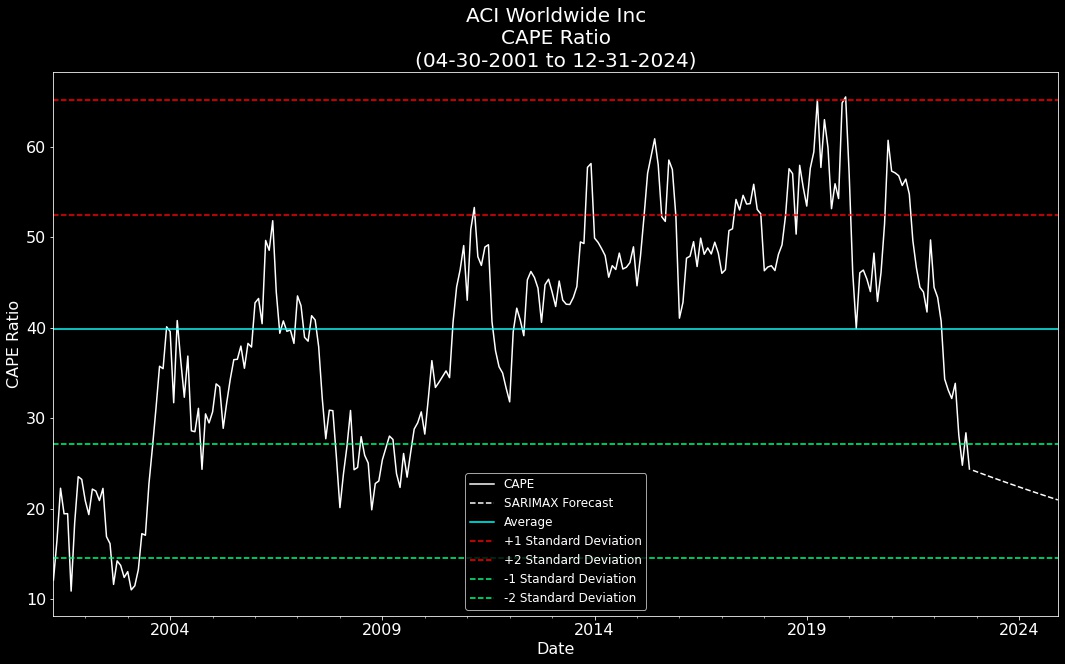 ACI Worldwide Inc
CAPE Ratio
(04-30-2001 to 12-31-2024)
CAPE Ratio
60
50
40
30
20
10
CAPE
SARIMAX Forecast
Average
+1 Standard Deviation
+2 Standard Deviation
-1 Standard Deviation
-2 Standard Deviation
2004 2009 2014 2019 2024
Date